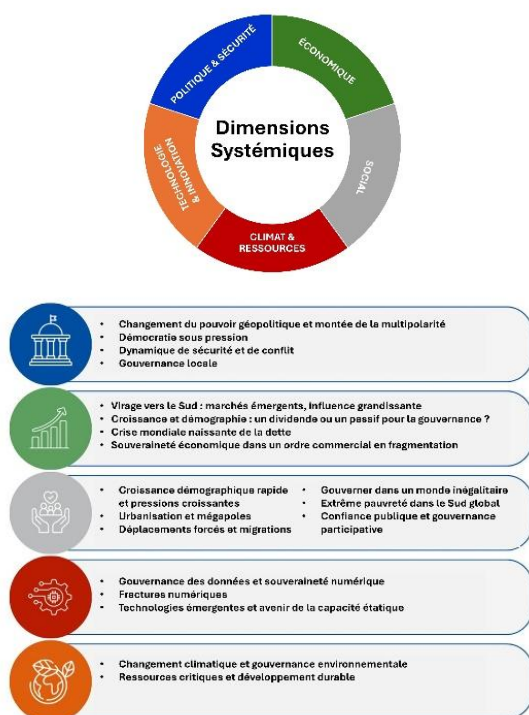 POLITIQUE & SÉCURITÉ
ÉCONOMIQUE
Dimensions
Systémiques
TECHNOLOGIE
& INNOVATION
SOCIAL
CLIMAT &
RESSOURCES
• Changement du pouvoir géopolitique et montée de la multipolarité
• Démocratie sous pression
• Dynamique de sécurité et de conflit
• Gouvernance locale
• Virage vers le Sud : marchés émergents, influence grandissante
• Croissance et démographie : un dividende ou un passif pour la gouvernance ?
• Crise mondiale naissante de la dette
• Souveraineté économique dans un ordre commercial en fragmentation
• Croissance démographique rapide
et pressions croissantes
• Urbanisation et mégapoles
• Déplacements forcés et migrations
• Gouverner dans un monde inégalitaire
• Extrême pauvreté dans le Sud global
• Confiance publique et gouvernance
participative
• Gouvernance des données et souveraineté numérique
• Fractures numériques
• Technologies émergentes et avenir de la capacité étatique
• Changement climatique et gouvernance environnementale
• Ressources critiques et développement durable